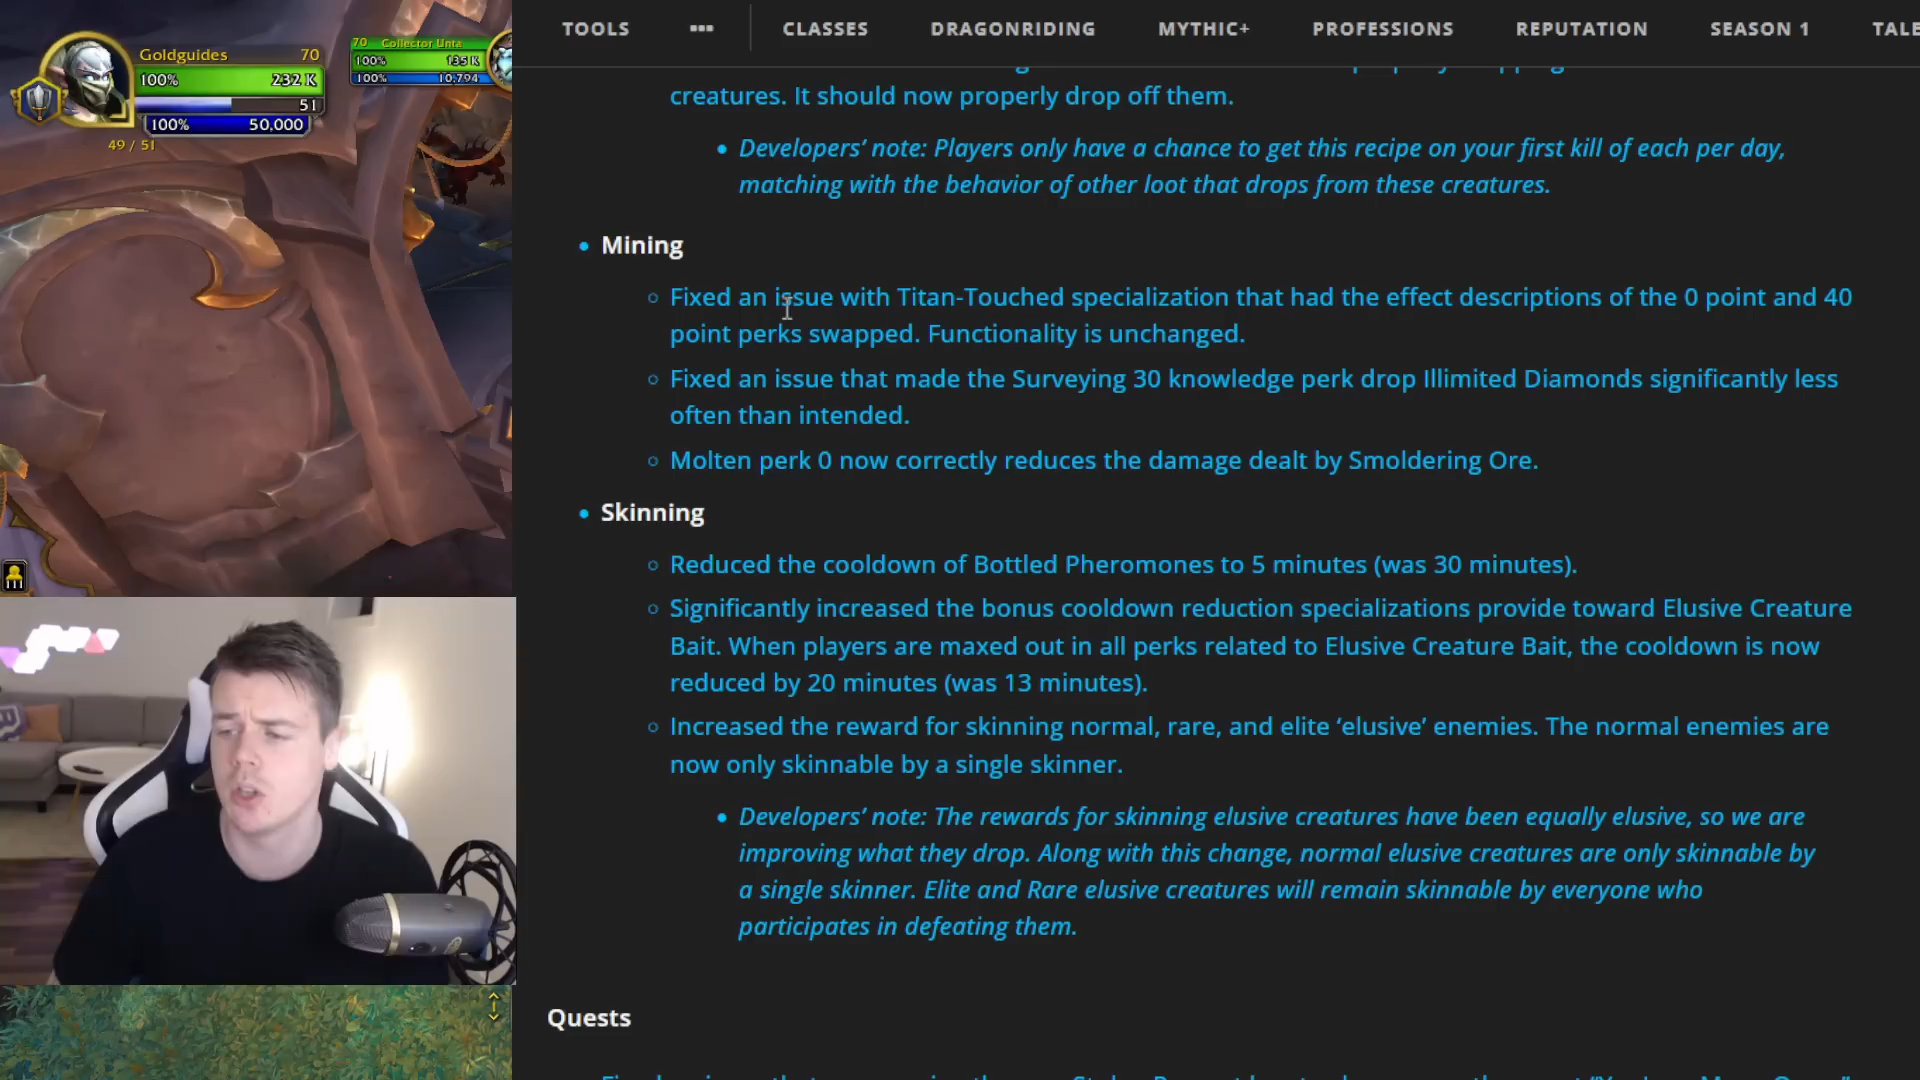 Goldguides 70
100% 232 K
51
100% 50,000
49 / 51
70 Collector Unta
100% 135 K
100% 10,794
111
TOOLS ••• CLASSES DRAGONRIDING MYTHIC+ PROFESSIONS REPUTATION SEASON 1 TALE
creatures. It should now properly drop off them.
Developers’ note: Players only have a chance to get this recipe on your first kill of each per day,
matching with the behavior of other loot that drops from these creatures.
Mining
Fixed an issue with Titan-Touched specialization that had the effect descriptions of the 0 point and 40
point perks swapped. Functionality is unchanged.
Fixed an issue that made the Surveying 30 knowledge perk drop Illimited Diamonds significantly less
often than intended.
Molten perk 0 now correctly reduces the damage dealt by Smoldering Ore.
Skinning
Reduced the cooldown of Bottled Pheromones to 5 minutes (was 30 minutes).
Significantly increased the bonus cooldown reduction specializations provide toward Elusive Creature
Bait. When players are maxed out in all perks related to Elusive Creature Bait, the cooldown is now
reduced by 20 minutes (was 13 minutes).
Increased the reward for skinning normal, rare, and elite ‘elusive’ enemies. The normal enemies are
now only skinnable by a single skinner.
Developers’ note: The rewards for skinning elusive creatures have been equally elusive, so we are
improving what they drop. Along with this change, normal elusive creatures are only skinnable by
a single skinner. Elite and Rare elusive creatures will remain skinnable by everyone who
participates in defeating them.
Quests